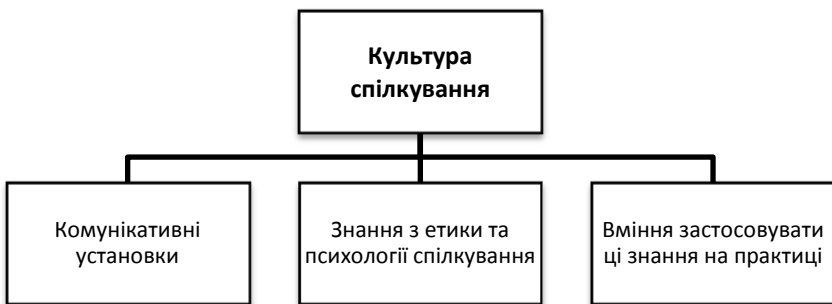 Культура
спілкування
Комунікативні
установки
Знання з етики та
психології спілкування
Вміння застосовувати
ці знання на практиці